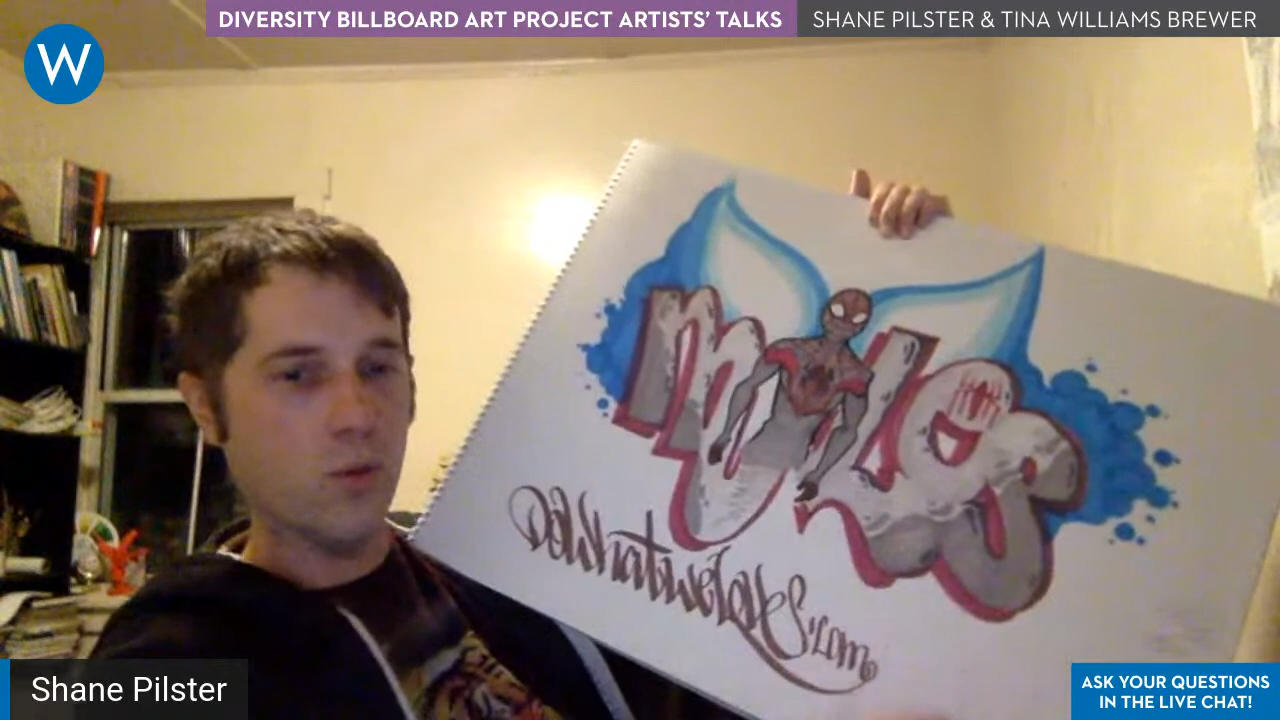 DIVERSITY BILLBOARD ART PROJECT ARTISTS' TALKS
SHANE PILSTER & TINA WILLIAMS BREWER
W
miles
Shane Pilster
ASK YOUR QUESTIONS
IN THE LIVE CHAT!